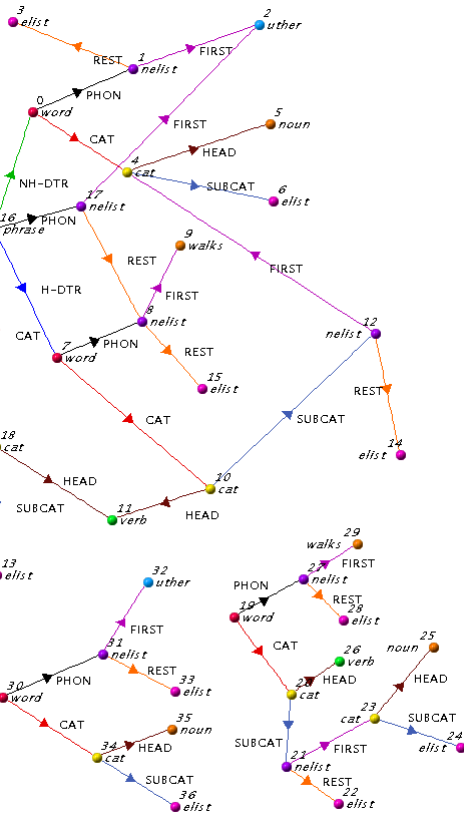 3
elist
2
uther
REST
1
nelist
FIRST
PHON
0
word
FIRST
5
noun
CAT
HEAD
4
cat
SUBCAT
6
elist
NH-DTR
17
nelist
16
phrase
PHON
9
walks
REST
FIRST
FIRST
H-DTR
8
nelist
12
nelist
CAT
7
word
PHON
REST
REST
15
elist
CAT
SUBCAT
18
cat
14
elist
HEAD
10
cat
SUBCAT
11
verb
HEAD
13
elist
32
uther
29
walks
FIRST
27
nelist
PHON
REST
28
elist
19
word
FIRST
31
nelist
CAT
26
verb
25
noun
REST
30
word
PHON
33
elist
20
cat
HEAD
HEAD
CAT
35
noun
23
cat
SUBCAT
34
cat
HEAD
SUBCAT
FIRST
24
elist
21
nelist
SUBCAT
REST
36
elist
22
elist